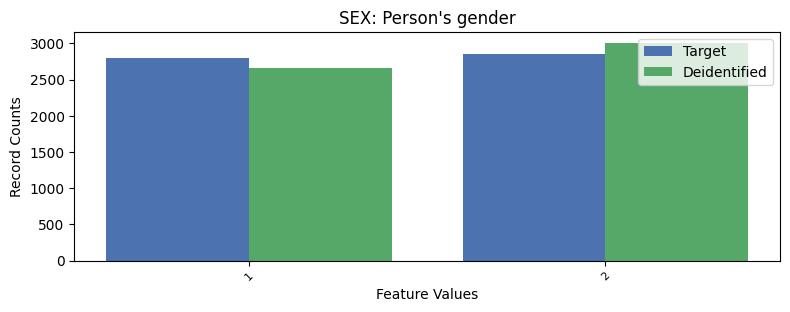 SEX: Person's gender
Target
Deidentified
Record Counts
3000
2500
2000
1500
1000
500
0
1
2
Feature Values